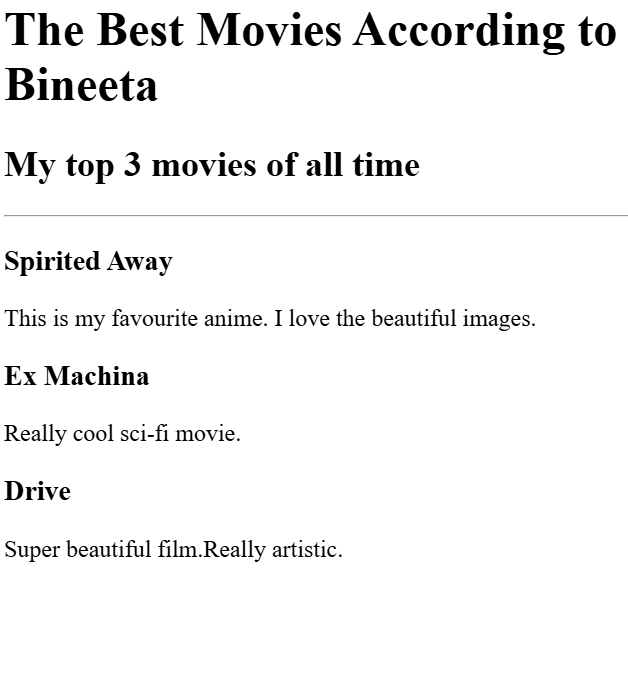 The Best Movies According to
Bineeta
My top 3 movies of all time
Spirited Away
This is my favourite anime. I love the beautiful images.
Ex Machina
Really cool sci-fi movie.
Drive
Super beautiful film.Really artistic.